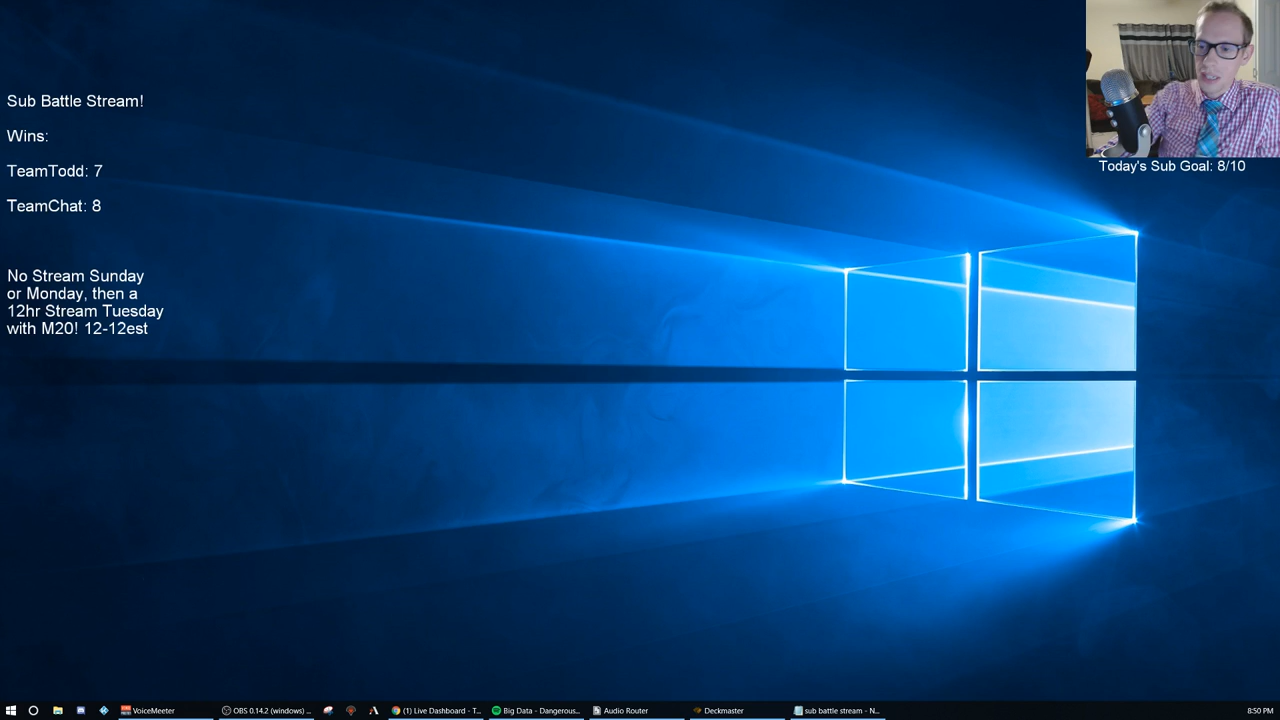 Sub Battle Stream!
Wins:
TeamTodd: 7
TeamChat: 8
No Stream Sunday
or Monday, then a
12hr Stream Tuesday
with M20! 12-12est
Today's Sub Goal: 8/10
VoiceMeeter
OBS 0.14.2 (windows) ...
(1) Live Dashboard - T...
Big Data - Dangerous...
Audio Router
Deckmaster
sub battle stream - N...
8:50 PM